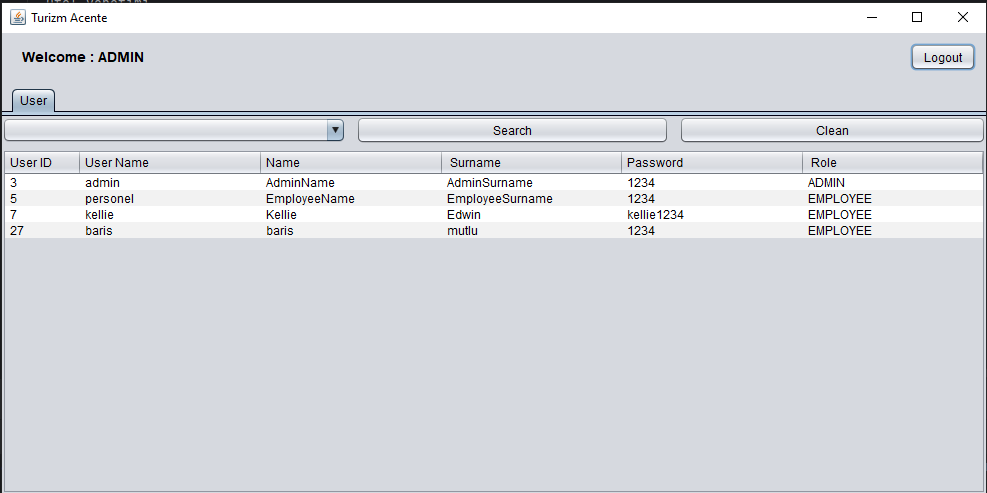 Turizm Acente
Welcome : ADMIN
Logout
User
Search Clean
User ID User Name Name Surname Password Role
3 admin AdminName AdminSurname 1234 ADMIN
5 personel EmployeeName EmployeeSurname 1234 EMPLOYEE
7 kellie Kellie Edwin kellie1234 EMPLOYEE
27 baris baris mutlu 1234 EMPLOYEE